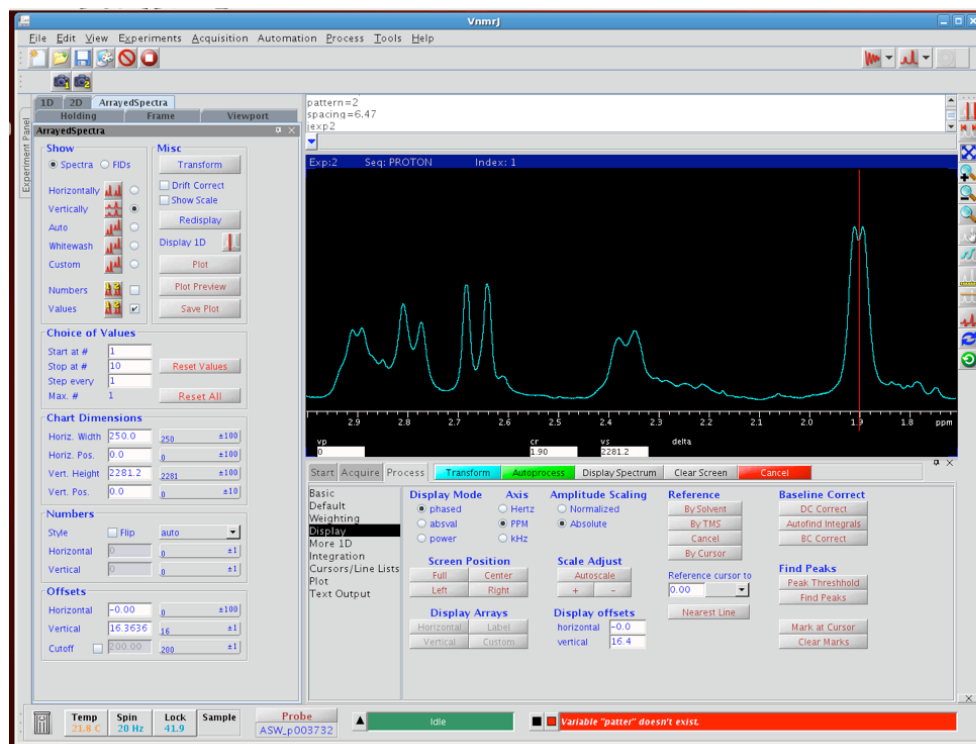 VnmrJ
File Edit View Experiments Acquisition Automation Process Tools Help
1D 2D ArrayedSpectra
Holding Frame Viewport
Experiment Panel
ArrayedSpectra
Show
Spectra FIDs
Horizontally
Vertically
Auto
Whitewash
Custom
Numbers
Values
Misc
Transform
Drift Correct
Show Scale
Redisplay
Display 1D
Plot
Plot Preview
Save Plot
Choice of Values
Start at # 1
Stop at # 10 Reset Values
Step every 1
Max. # 1 Reset All
Chart Dimensions
Horiz. Width 250.0 250 ±100
Horiz. Pos. 0.0 0 ±100
Vert. Height 2281.2 2281 ±100
Vert. Pos. 0.0 0 ±10
Numbers
Style Flip auto
Horizontal 0 0 ±1
Vertical 0 0 ±1
Offsets
Horizontal -0.00 0 ±100
Vertical 16.3636 16 ±1
Cutoff 200.00 200 ±1
pattern=2
spacing=6.47
jexp2
Exp:2 Seq: PROTON Index: 1
2.9 2.8 2.7 2.6 2.5 2.4 2.3 2.2 2.1 2.0 1.9 1.8 ppm
vp cr vs delta
0 1.90 2281.2
Start Acquire Process Transform Autoprocess Display Spectrum Clear Screen Cancel
Basic
Default
Weighting
Display
More 1D
Integration
Cursors/Line Lists
Plot
Text Output
Display Mode
phased
absval
power
Axis
Hertz
PPM
kHz
Screen Position
Full Center
Left Right
Display Arrays
Horizontal Label
Vertical Custom
Amplitude Scaling
Normalized
Absolute
Scale Adjust
Autoscale
+ -
Display offsets
horizontal -0.0
vertical 16.4
Reference
By Solvent
By TMS
Cancel
By Cursor
Reference cursor to
0.00
Nearest Line
Baseline Correct
DC Correct
Autofind Integrals
BC Correct
Find Peaks
Peak Threshhold
Find Peaks
Mark at Cursor
Clear Marks
Temp Spin Lock Sample
21.8 C 20 Hz 41.9
Probe
ASW_p003732
Idle
Variable "patter" doesn't exist.